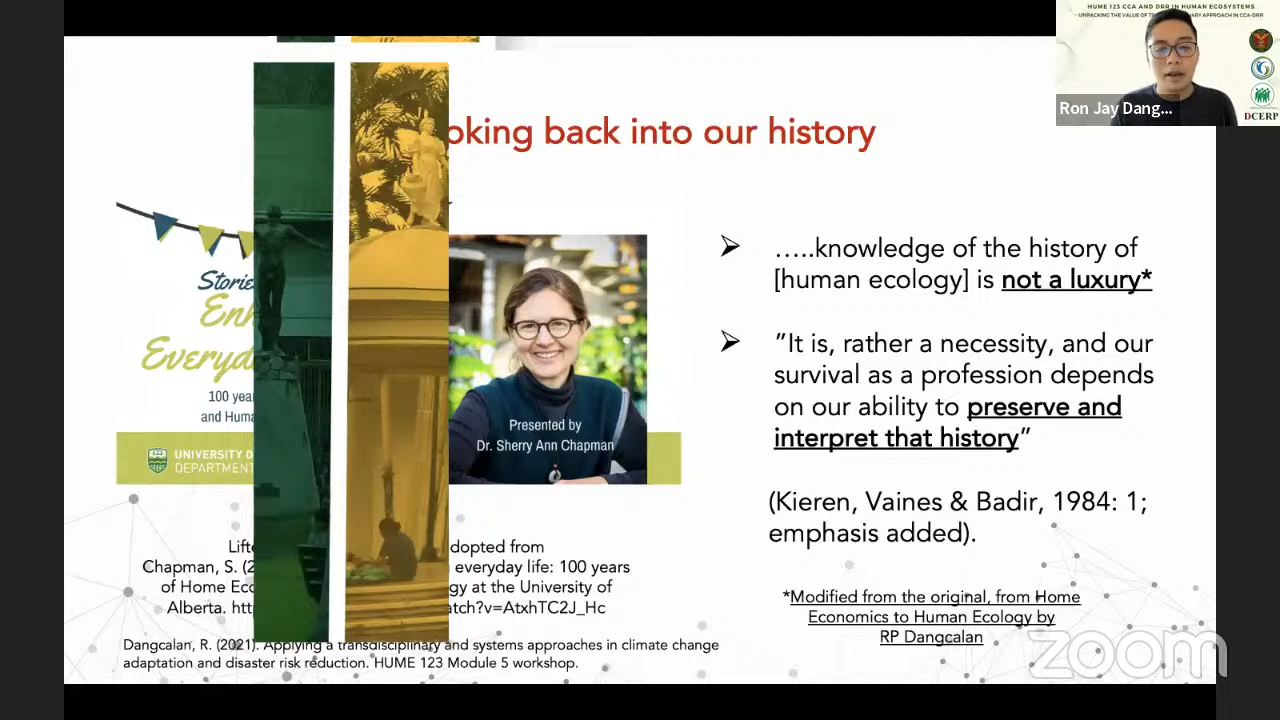 HUME 123 CCA AND DRR IN HUMAN ECOSYSTEMS
Ron Jay Dang...
DCERP
oking back into our history
Storie
Enh
Everyd
100 yea
and Huma
UNIVERSITY O
DEPARTMENT
Presented by
Dr. Sherry Ann Chapman
…..knowledge of the history of
[human ecology] is not a luxury*
”It is, rather a necessity, and our
survival as a profession depends
on our ability to preserve and
interpret that history”
(Kieren, Vaines & Badir, 1984: 1;
emphasis added).
*Modified from the original, from Home
Economics to Human Ecology by
RP Dangcalan
Lifte dopted from
Chapman, S. (2 everyday life: 100 years
of Home Eco gy at the University of
Alberta. htt atch?v=AtxhTC2J_Hc
Dangcalan, R. (2021). Applying a transdisciplinary and systems approaches in climate change
adaptation and disaster risk reduction. HUME 123 Module 5 workshop.
zoom